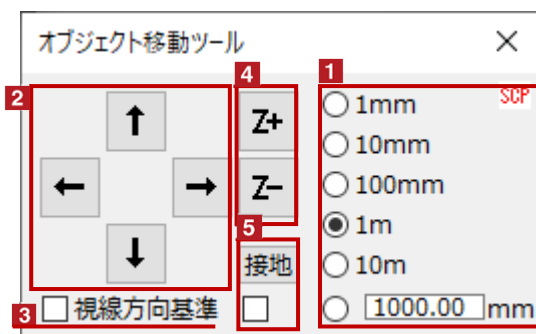 オブジェクト移動ツール ×
2
↑
← →
↓
3 視線方向基準
4
Z+
Z-
5
接地
1
SCP
1mm
10mm
100mm
1m
10m
1000.00 mm